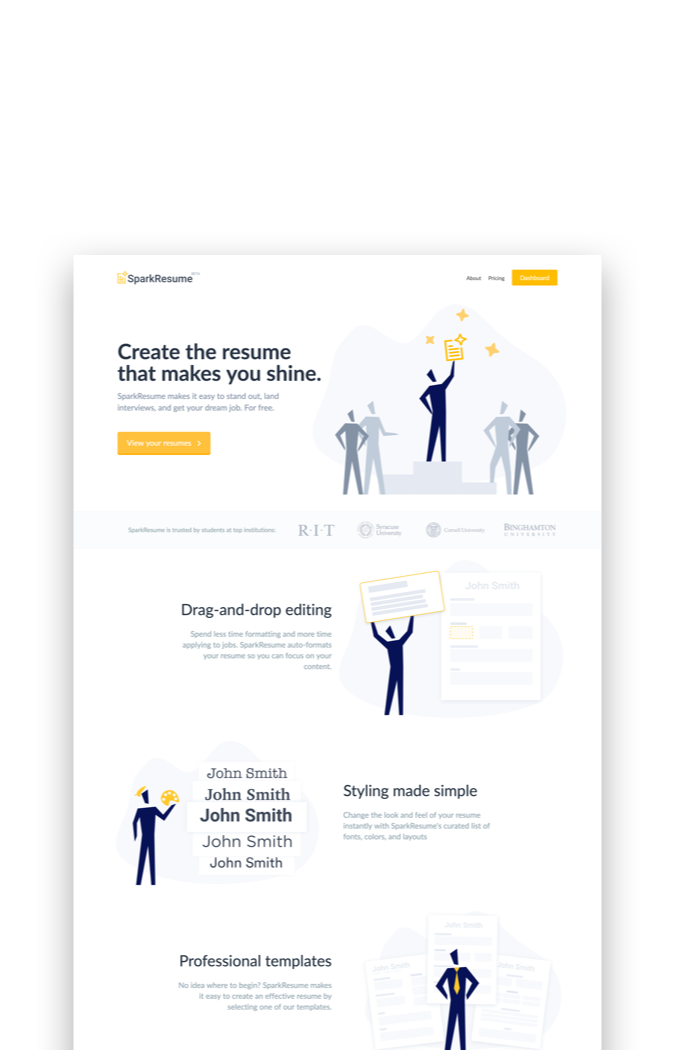 SparkResume BETA
About Pricing Dashboard
Create the resume
that makes you shine.
SparkResume makes it easy to stand out, land
interviews, and get your dream job. For free.
View your resumes
SparkResume is trusted by students at top institutions:
R·I·T
Syracuse
University
Cornell University
BINGHAMTON
UNIVERSITY
Drag-and-drop editing
Spend less time formatting and more time
applying to jobs. SparkResume auto-formats
your resume so you can focus on your
content.
John Smith
John Smith
John Smith
John Smith
John Smith
John Smith
Styling made simple
Change the look and feel of your resume
instantly with SparkResume's curated list of
fonts, colors, and layouts
Professional templates
No idea where to begin? SparkResume makes
it easy to create an effective resume by
selecting one of our templates.
John Smith
John Smith
John Smith